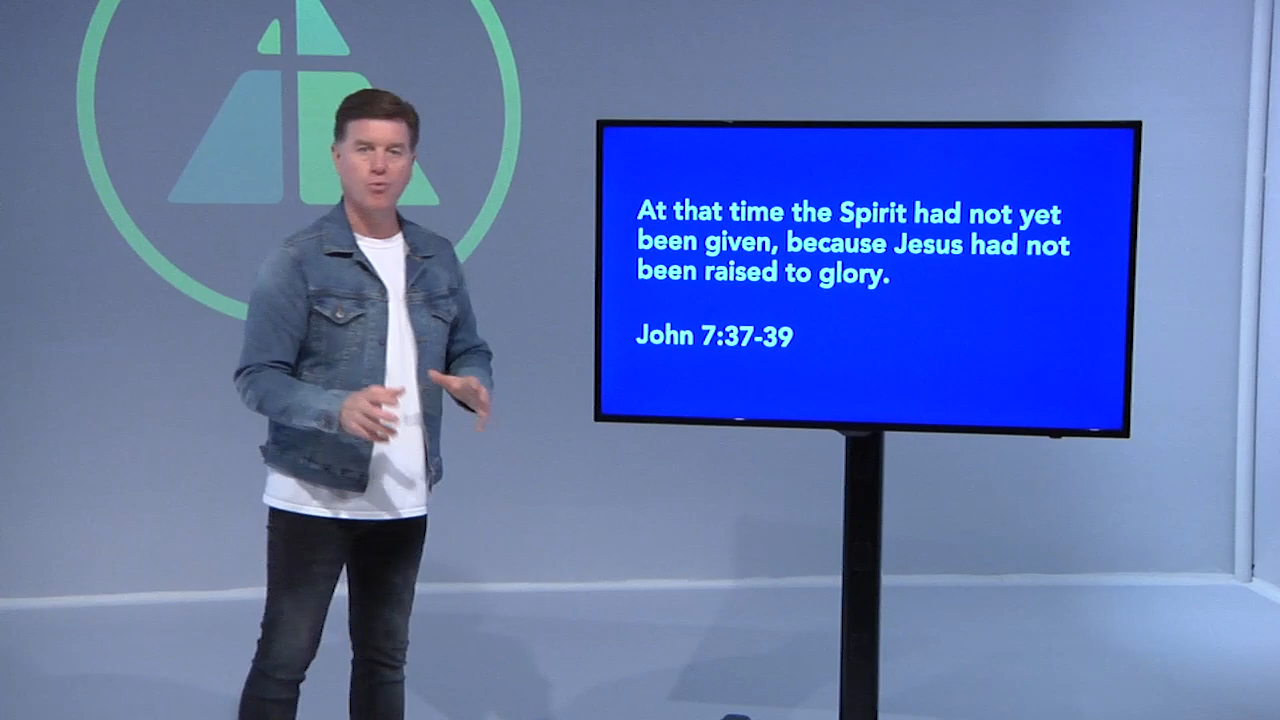 At that time the Spirit had not yet
been given, because Jesus had not
been raised to glory.
John 7:37-39